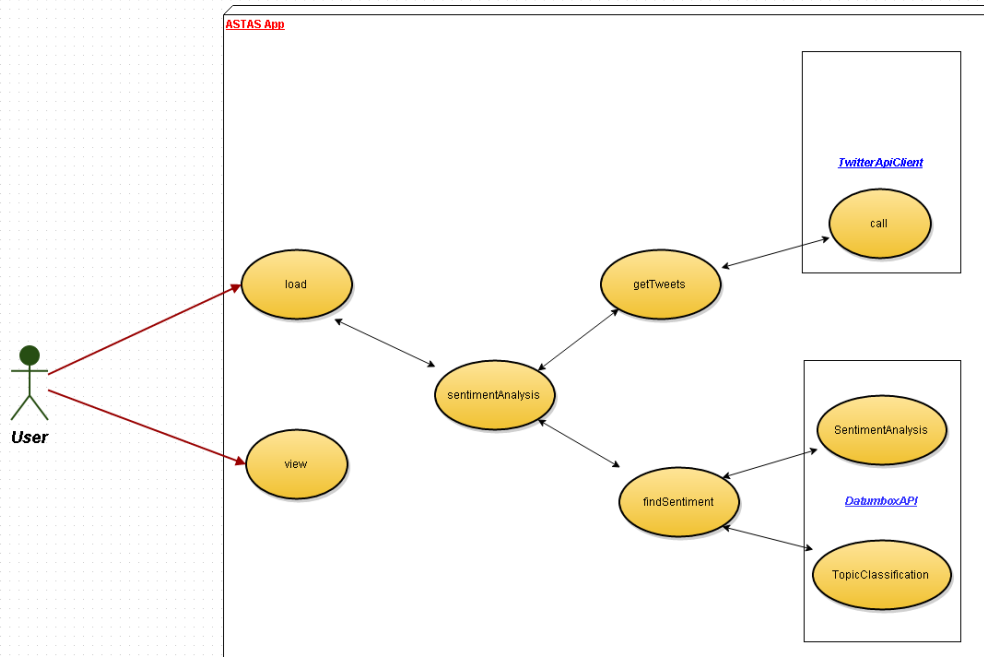 ASTAS App
TwitterApiClient
call
load
getTweets
sentimentAnalysis
SentimentAnalysis
User
view
findSentiment
DatumboxAPI
TopicClassification